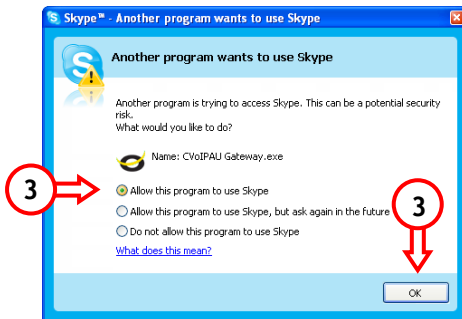 Skype™ - Another program wants to use Skype
Another program wants to use Skype
Another program is trying to access Skype. This can be a potential security
risk.
What would you like to do?
Name: CVoIPAU Gateway.exe
3
Allow this program to use Skype
Allow this program to use Skype, but ask again in the future
3
Do not allow this program to use Skype
What does this mean?
OK